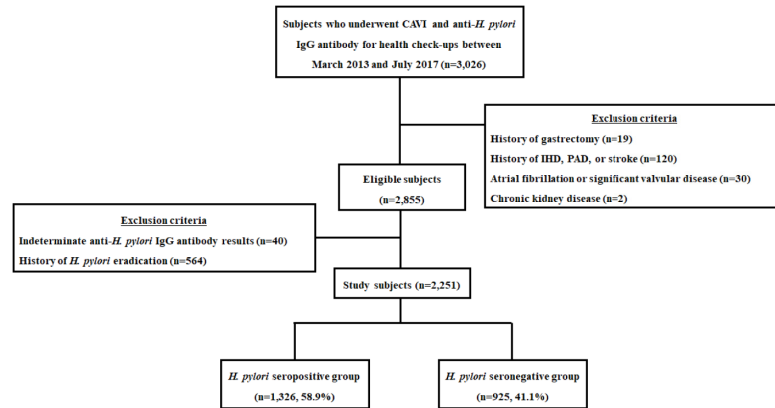 Subjects who underwent CAVI and anti-H. pylori
IgG antibody for health check-ups between
March 2013 and July 2017 (n=3,026)
Exclusion criteria
History of gastrectomy (n=19)
History of IHD, PAD, or stroke (n=120)
Atrial fibrillation or significant valvular disease (n=30)
Chronic kidney disease (n=2)
Eligible subjects
(n=2,855)
Exclusion criteria
Indeterminate anti-H. pylori IgG antibody results (n=40)
History of H. pylori eradication (n=564)
Study subjects (n=2,251)
H. pylori seropositive group
(n=1,326, 58.9%)
H. pylori seronegative group
(n=925, 41.1%)